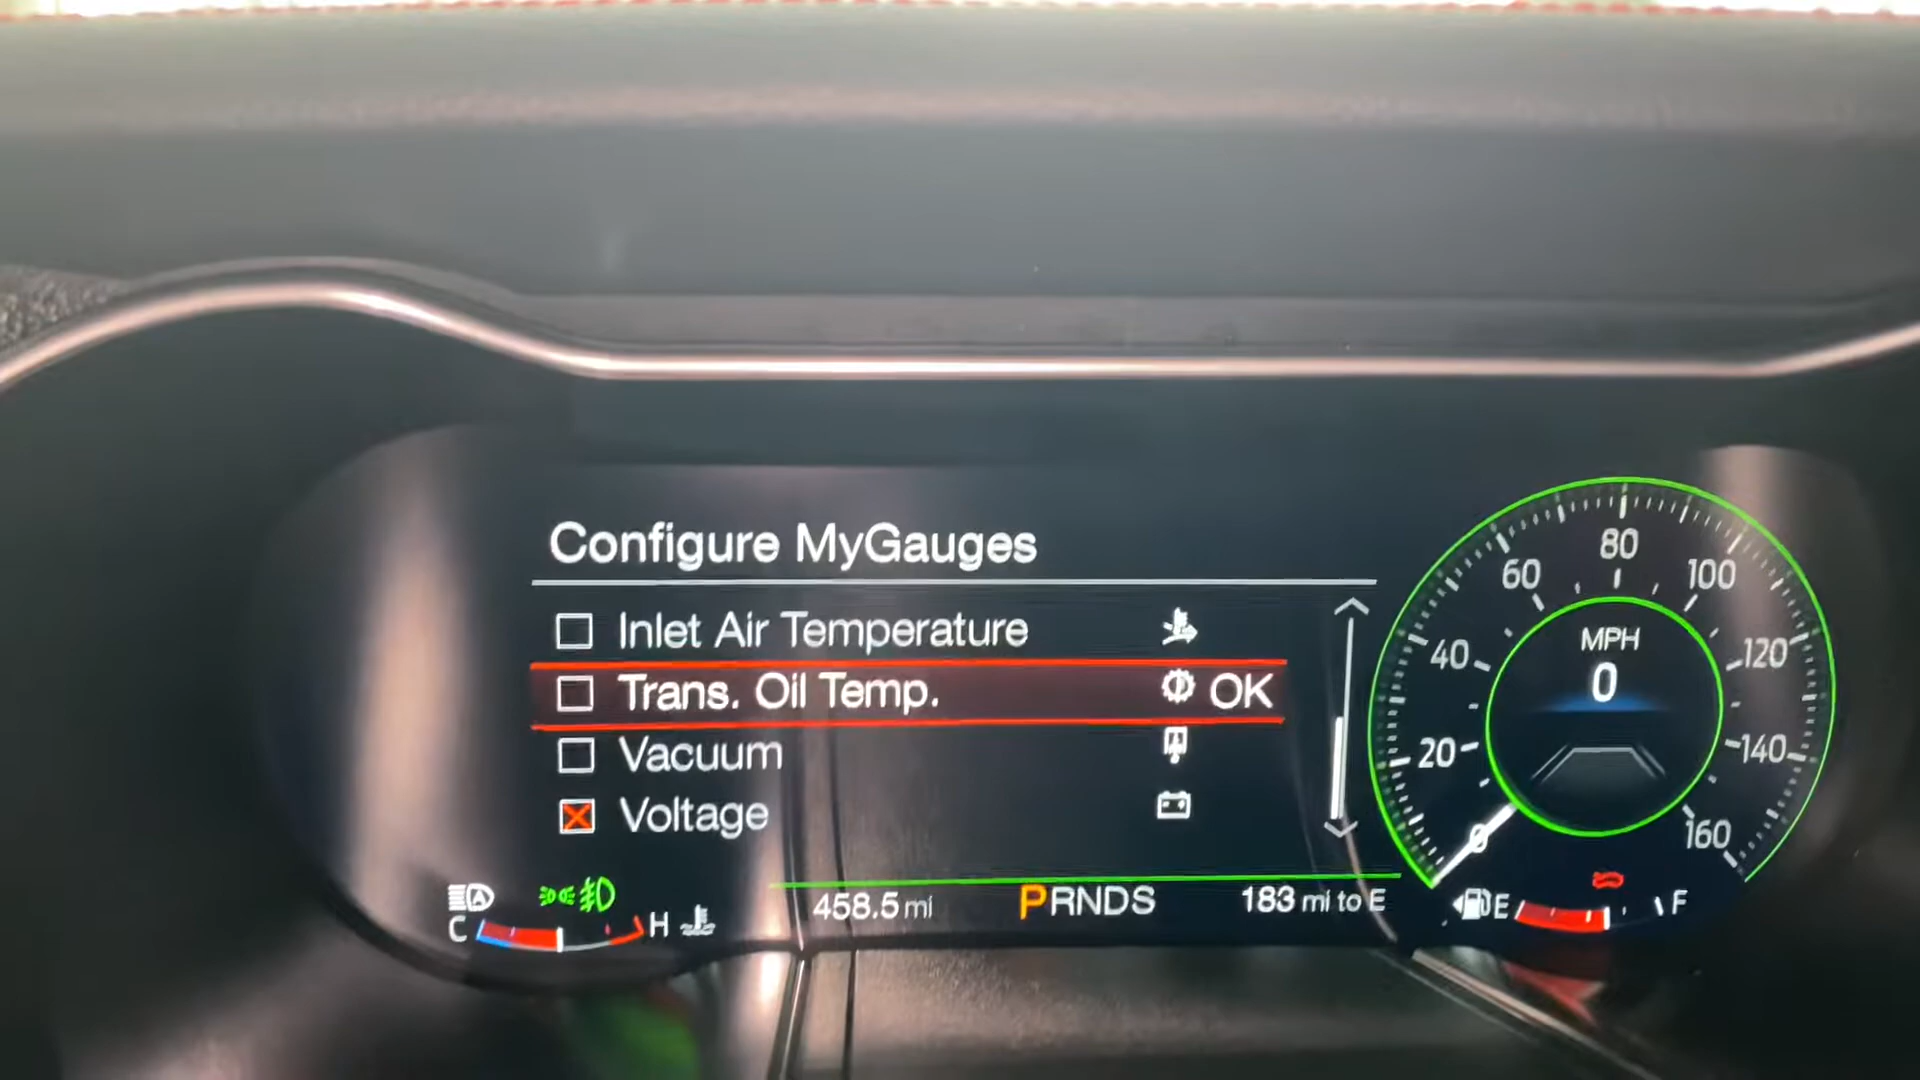 Configure MyGauges
Inlet Air Temperature
Trans. Oil Temp. OK
Vacuum
Voltage
MPH
0
0
20
40
60
80
100
120
140
160
A
C H
458.5 mi
PRNDS
183 mi to E
E F